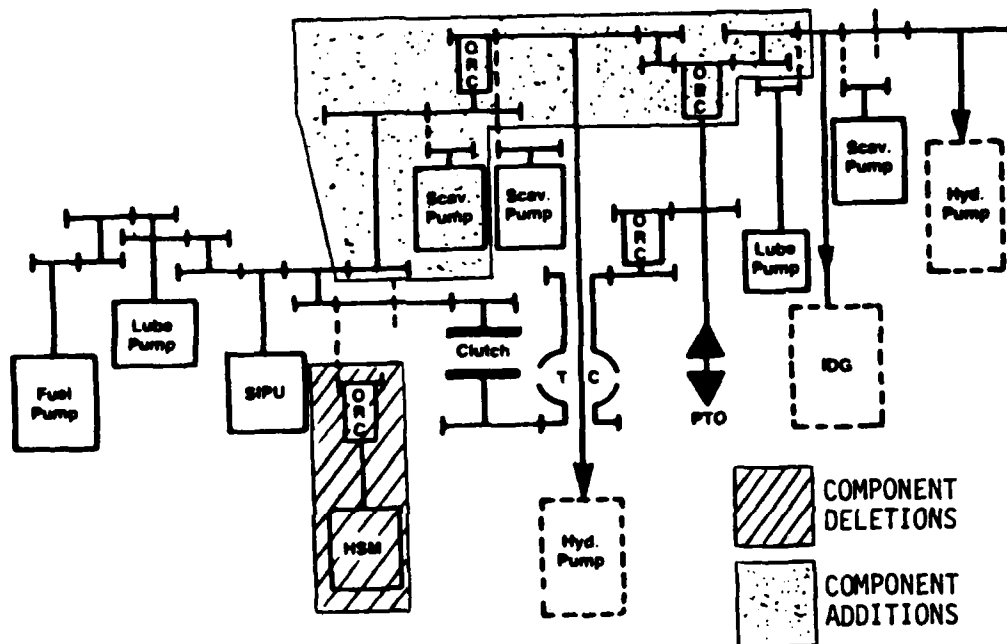 ORC
ORC
Scav.
Pump
Scav.
Pump
Scav.
Pump
Hyd.
Pump
ORC
Lube
Pump
Lube
Pump
Fuel
Pump
SIPU
Clutch
T C
IDG
PTO
ORC
HSM
Hyd.
Pump
COMPONENT
DELETIONS
COMPONENT
ADDITIONS